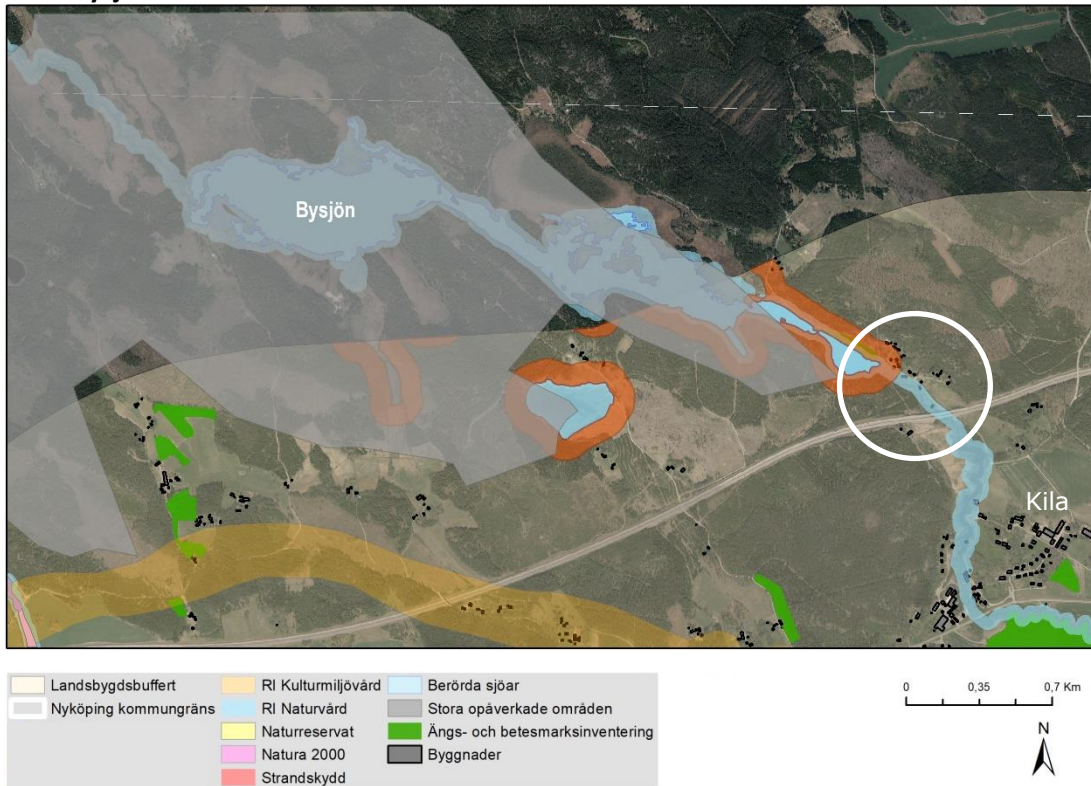 Bysjön
Kila
Landsbygdsbuffert
Nyköping kommungräns
RI Kulturmiljövård
RI Naturvård
Naturreservat
Natura 2000
Strandskydd
Berörda sjöar
Stora opåverkade områden
Ängs- och betesmarksinventering
Byggnader
0 0,35 0,7 Km
N